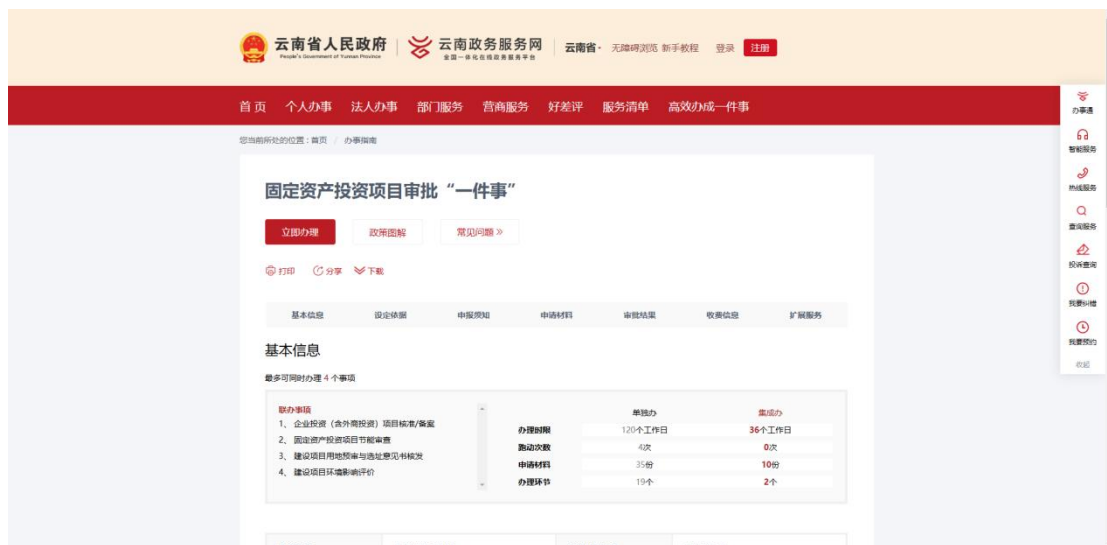 云南省人民政府
People's Government of Yunnan Province
云南政务服务网
全国一体化在线政务服务平台
云南省 无障碍浏览 新手教程 登录 注册
首页 个人办事 法人办事 部门服务 营商服务 好差评 服务清单 高效办成一件事
您当前所处的位置：首页 / 办事指南
固定资产投资项目审批“一件事”
立即办理 政策图解 常见问题 »
打印 分享 下载
基本信息 设定依据 申报须知 申请材料 审批结果 收费信息 扩展服务
基本信息
最多可同时办理 4 个事项
联办事项
1、 企业投资（含外商投资）项目核准/备案
2、 固定资产投资项目节能审查
3、 建设项目用地预审与选址意见书核发
4、 建设项目环境影响评价
单独办 集成办
办理时限 120个工作日 36个工作日
跑动次数 4次 0次
申请材料 35份 10份
办理环节 19个 2个
办事通
智能服务
热线服务
查询服务
投诉查询
我要纠错
我要预约
收起